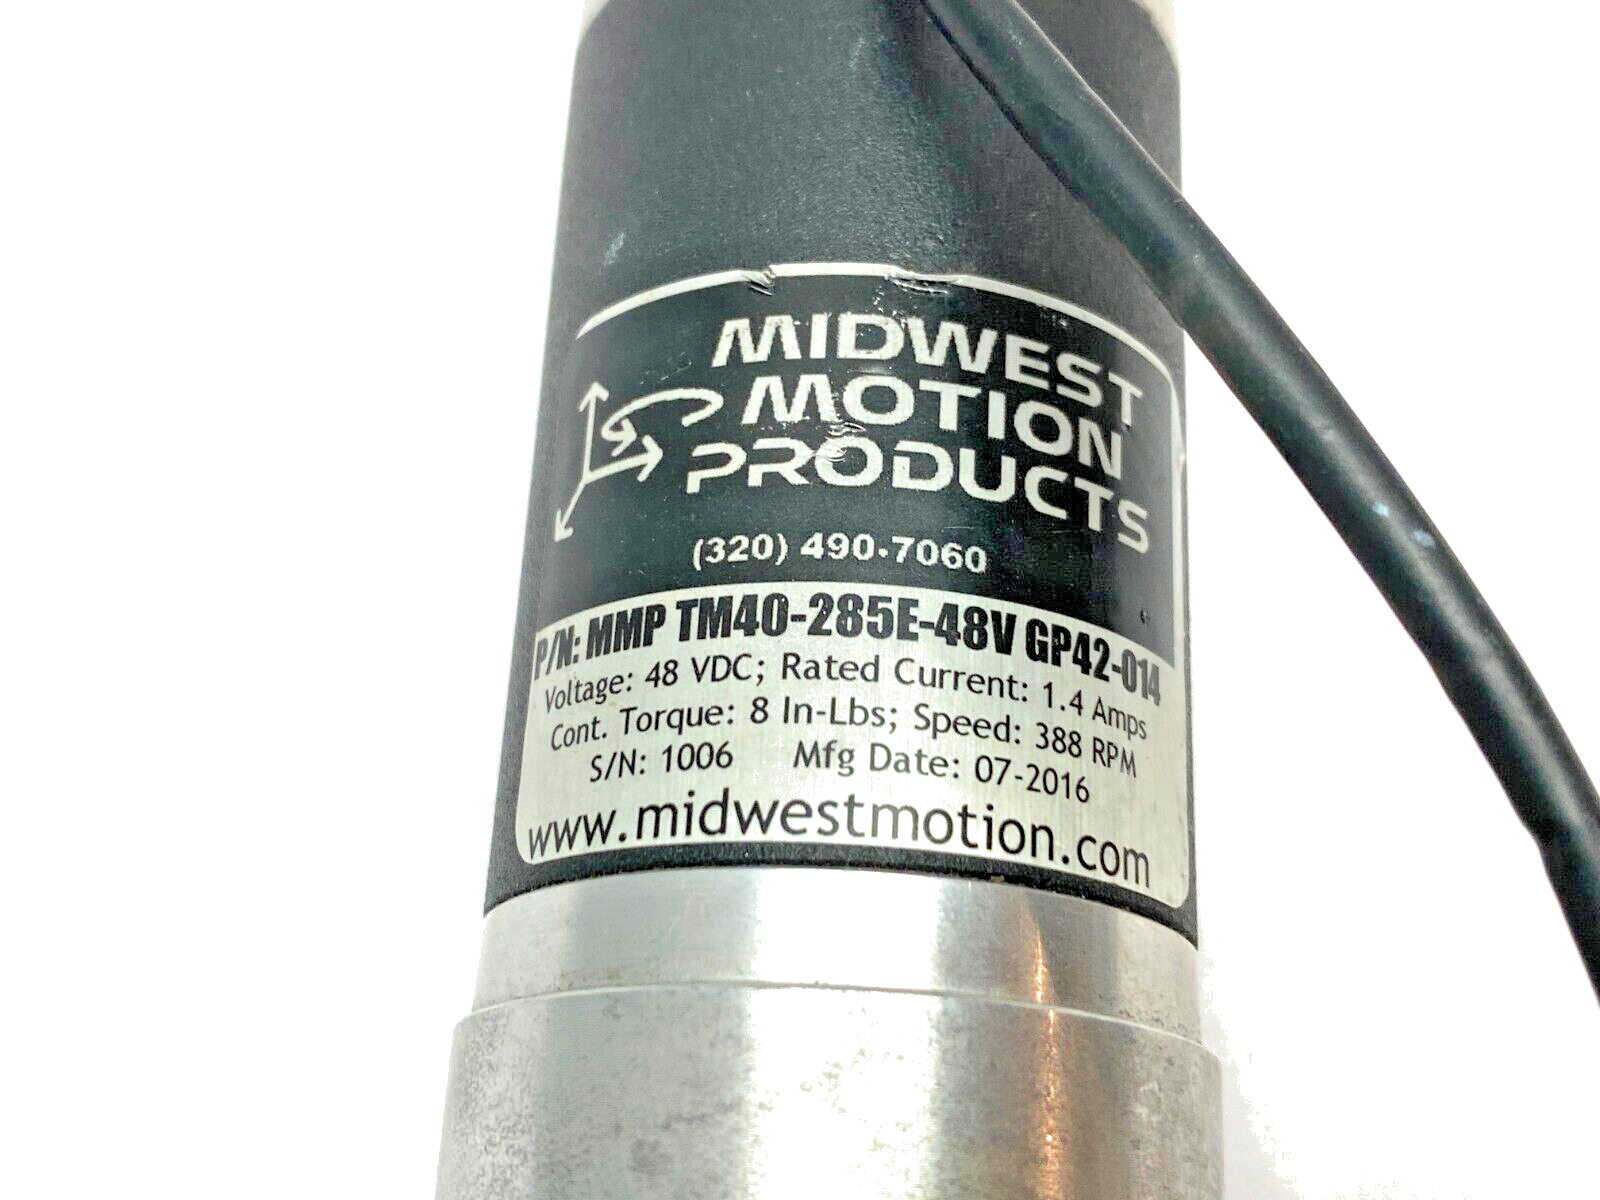 MIDWEST
MOTION
PRODUCTS
(320) 490-7060
P/N: MMP TM40-285E-48V GP42-014
Voltage: 48 VDC; Rated Current: 1.4 Amps
Cont. Torque: 8 In-Lbs; Speed: 388 RPM
S/N: 1006 Mfg Date: 07-2016
www.midwestmotion.com